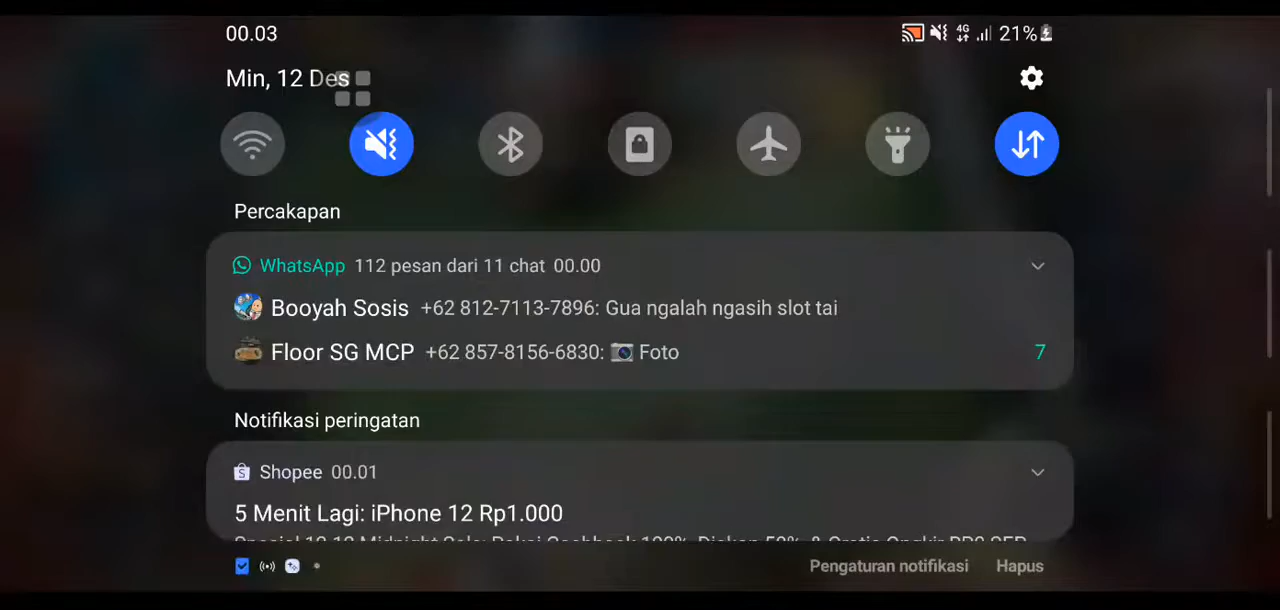 00.03
4G 21%
Min, 12 Des
Percakapan
WhatsApp 112 pesan dari 11 chat 00.00
Booyah Sosis +62 812-7113-7896: Gua ngalah ngasih slot tai
Floor SG MCP +62 857-8156-6830: 📷 Foto 7
Notifikasi peringatan
Shopee 00.01
5 Menit Lagi: iPhone 12 Rp1.000
Pengaturan notifikasi Hapus